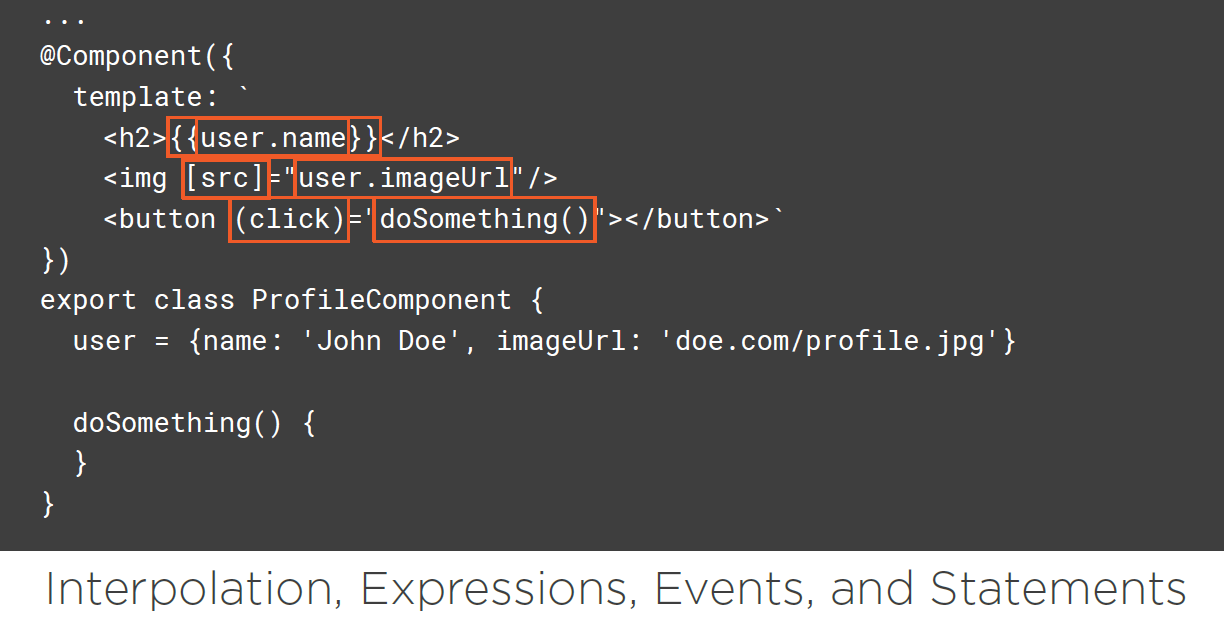 ...
@Component({
  template: `
    <h2>{{user.name}}</h2>
    <img [src]="user.imageUrl"/>
    <button (click)="doSomething()"></button>`
})
export class ProfileComponent {
  user = {name: 'John Doe', imageUrl: 'doe.com/profile.jpg'}
  doSomething() {
  }
}
Interpolation, Expressions, Events, and Statements